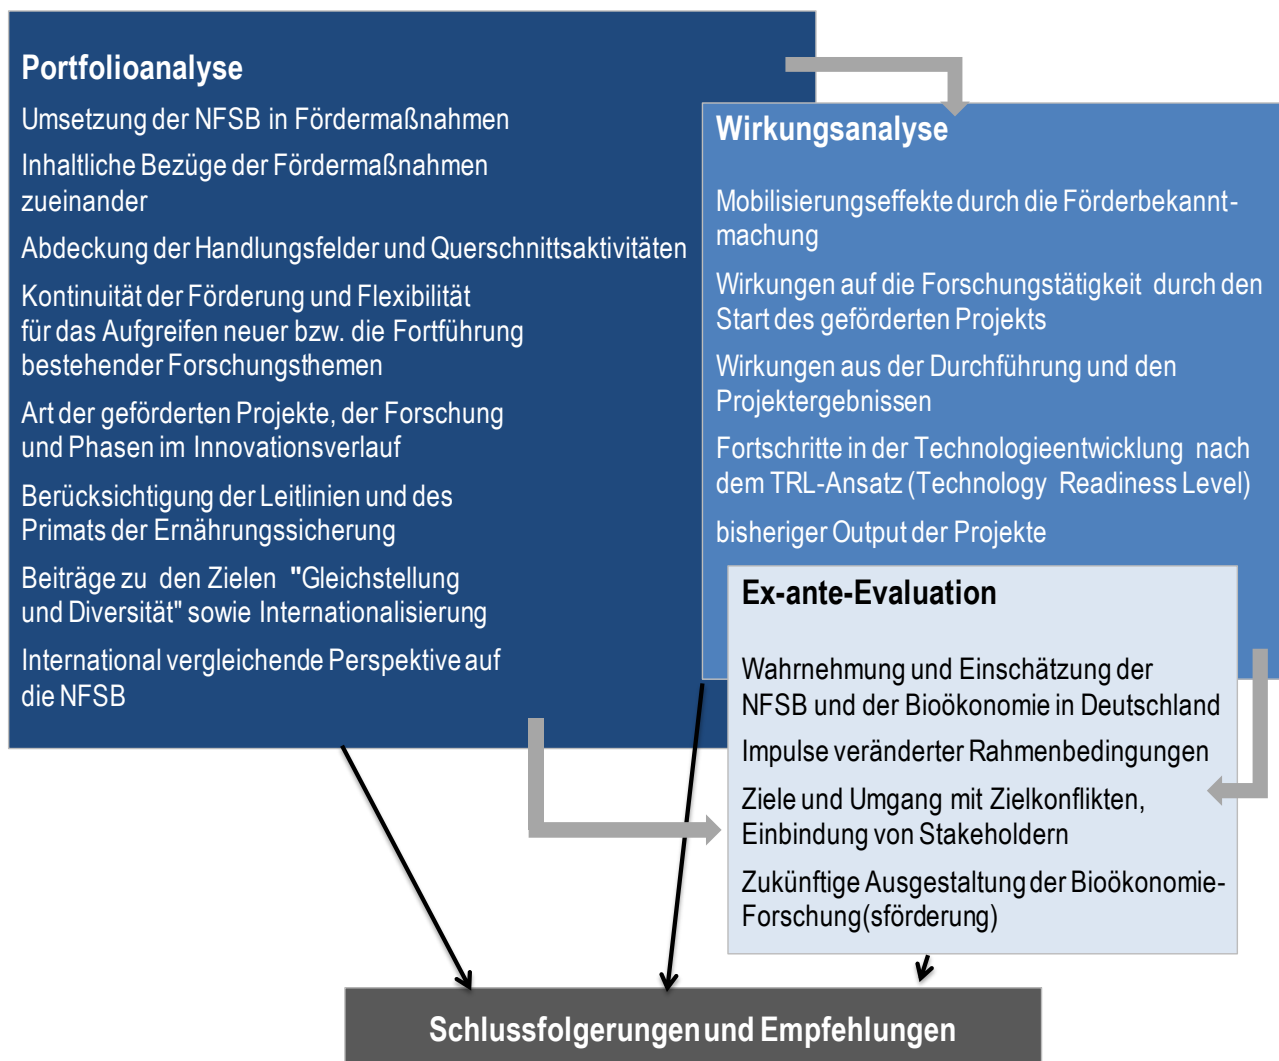 Portfolioanalyse
Umsetzung der NFSB in Fördermaßnahmen
Inhaltliche Bezüge der Fördermaßnahmen
zueinander
Abdeckung der Handlungsfelder und Querschnittsaktivitäten
Kontinuität der Förderung und Flexibilität
für das Aufgreifen neuer bzw. die Fortführung
bestehender Forschungsthemen
Art der geförderten Projekte, der Forschung
und Phasen im Innovationsverlauf
Berücksichtigung der Leitlinien und des
Primats der Ernährungssicherung
Beiträge zu den Zielen "Gleichstellung
und Diversität" sowie Internationalisierung
International vergleichende Perspektive auf
die NFSB
Wirkungsanalyse
Mobilisierungseffekte durch die Förderbekannt-
machung
Wirkungen auf die Forschungstätigkeit durch den
Start des geförderten Projekts
Wirkungen aus der Durchführung und den
Projektergebnissen
Fortschritte in der Technologieentwicklung nach
dem TRL-Ansatz (Technology Readiness Level)
bisheriger Output der Projekte
Ex-ante-Evaluation
Wahrnehmung und Einschätzung der
NFSB und der Bioökonomie in Deutschland
Impulse veränderter Rahmenbedingungen
Ziele und Umgang mit Zielkonflikten,
Einbindung von Stakeholdern
Zukünftige Ausgestaltung der Bioökonomie-
Forschung(sförderung)
Schlussfolgerungen und Empfehlungen